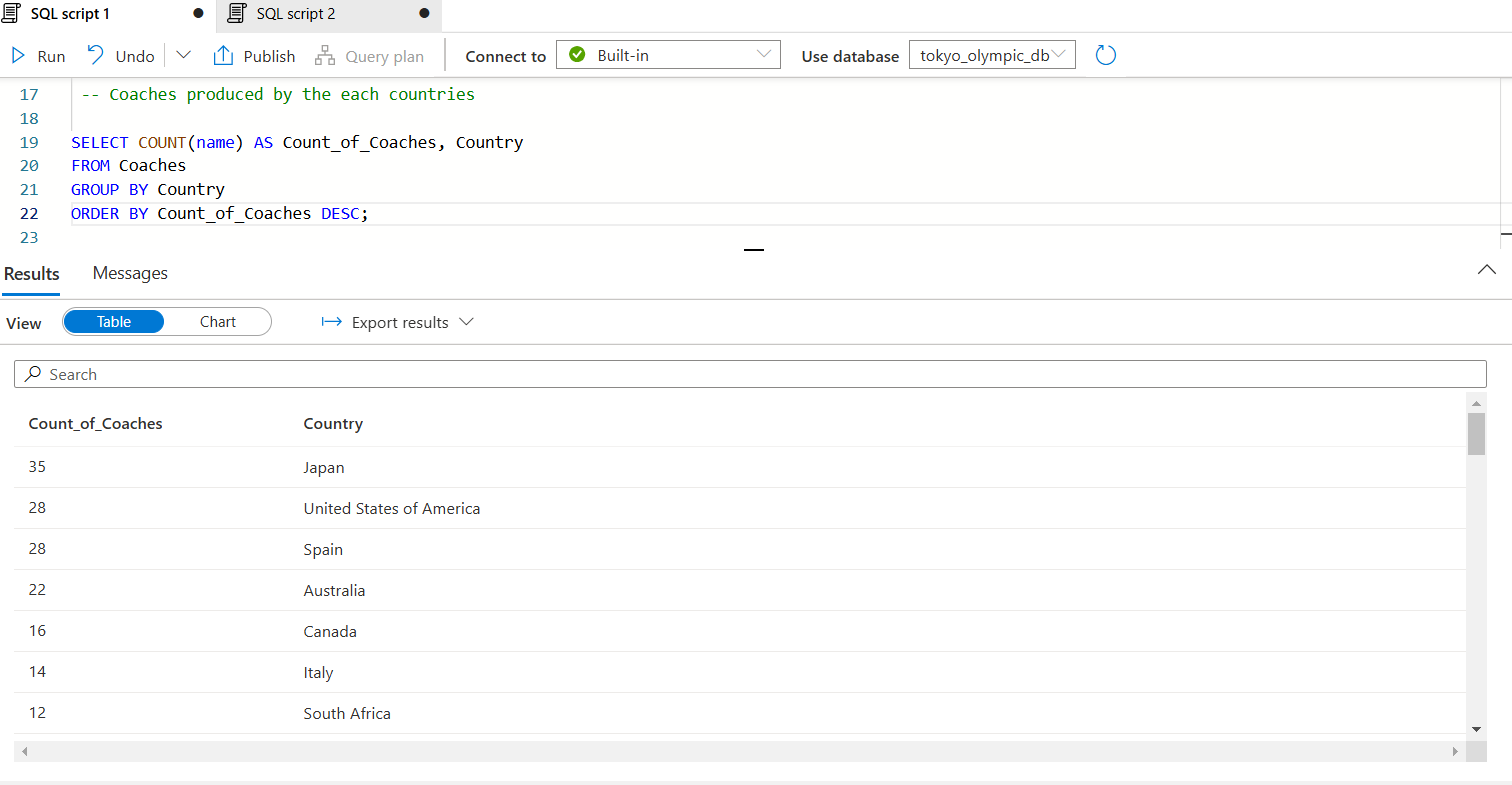 SQL script 1 SQL script 2
Run Undo Publish Query plan Connect to Built-in Use database tokyo_olympic_db
17 -- Coaches produced by the each countries
18
19 SELECT COUNT(name) AS Count_of_Coaches, Country
20 FROM Coaches
21 GROUP BY Country
22 ORDER BY Count_of_Coaches DESC;
23
Results Messages
View Table Chart Export results
Search
Count_of_Coaches Country
35 Japan
28 United States of America
28 Spain
22 Australia
16 Canada
14 Italy
12 South Africa